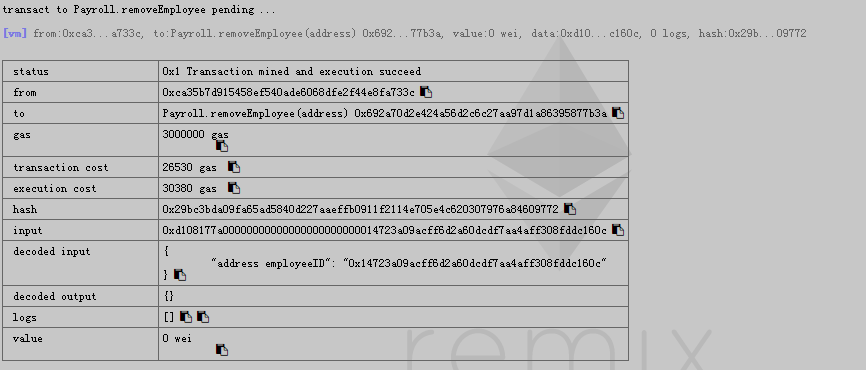 transact to Payroll.removeEmployee pending ...
[vm] from:0xca3...a733c, to:Payroll.removeEmployee(address) 0x692...77b3a, value:0 wei, data:0xd10...c160c, 0 logs, hash:0x29b...09772
status 0x1 Transaction mined and execution succeed
from 0xca35b7d915458ef540ade6068dfe2f44e8fa733c
to Payroll.removeEmployee(address) 0x692a70d2e424a56d2c6c27aa97d1a86395877b3a
gas 3000000 gas
transaction cost 26530 gas
execution cost 30380 gas
hash 0x29bc3bda09fa65ad5840d227aaeffb0911f2114e705e4c620307976a84609772
input 0xd108177a00000000000000000000000014723a09acff6d2a60dcdf7aa4aff308fddc160c
decoded input {
"address employeeID": "0x14723a09acff6d2a60dcdf7aa4aff308fddc160c"
}
decoded output {}
logs []
value 0 wei
remix